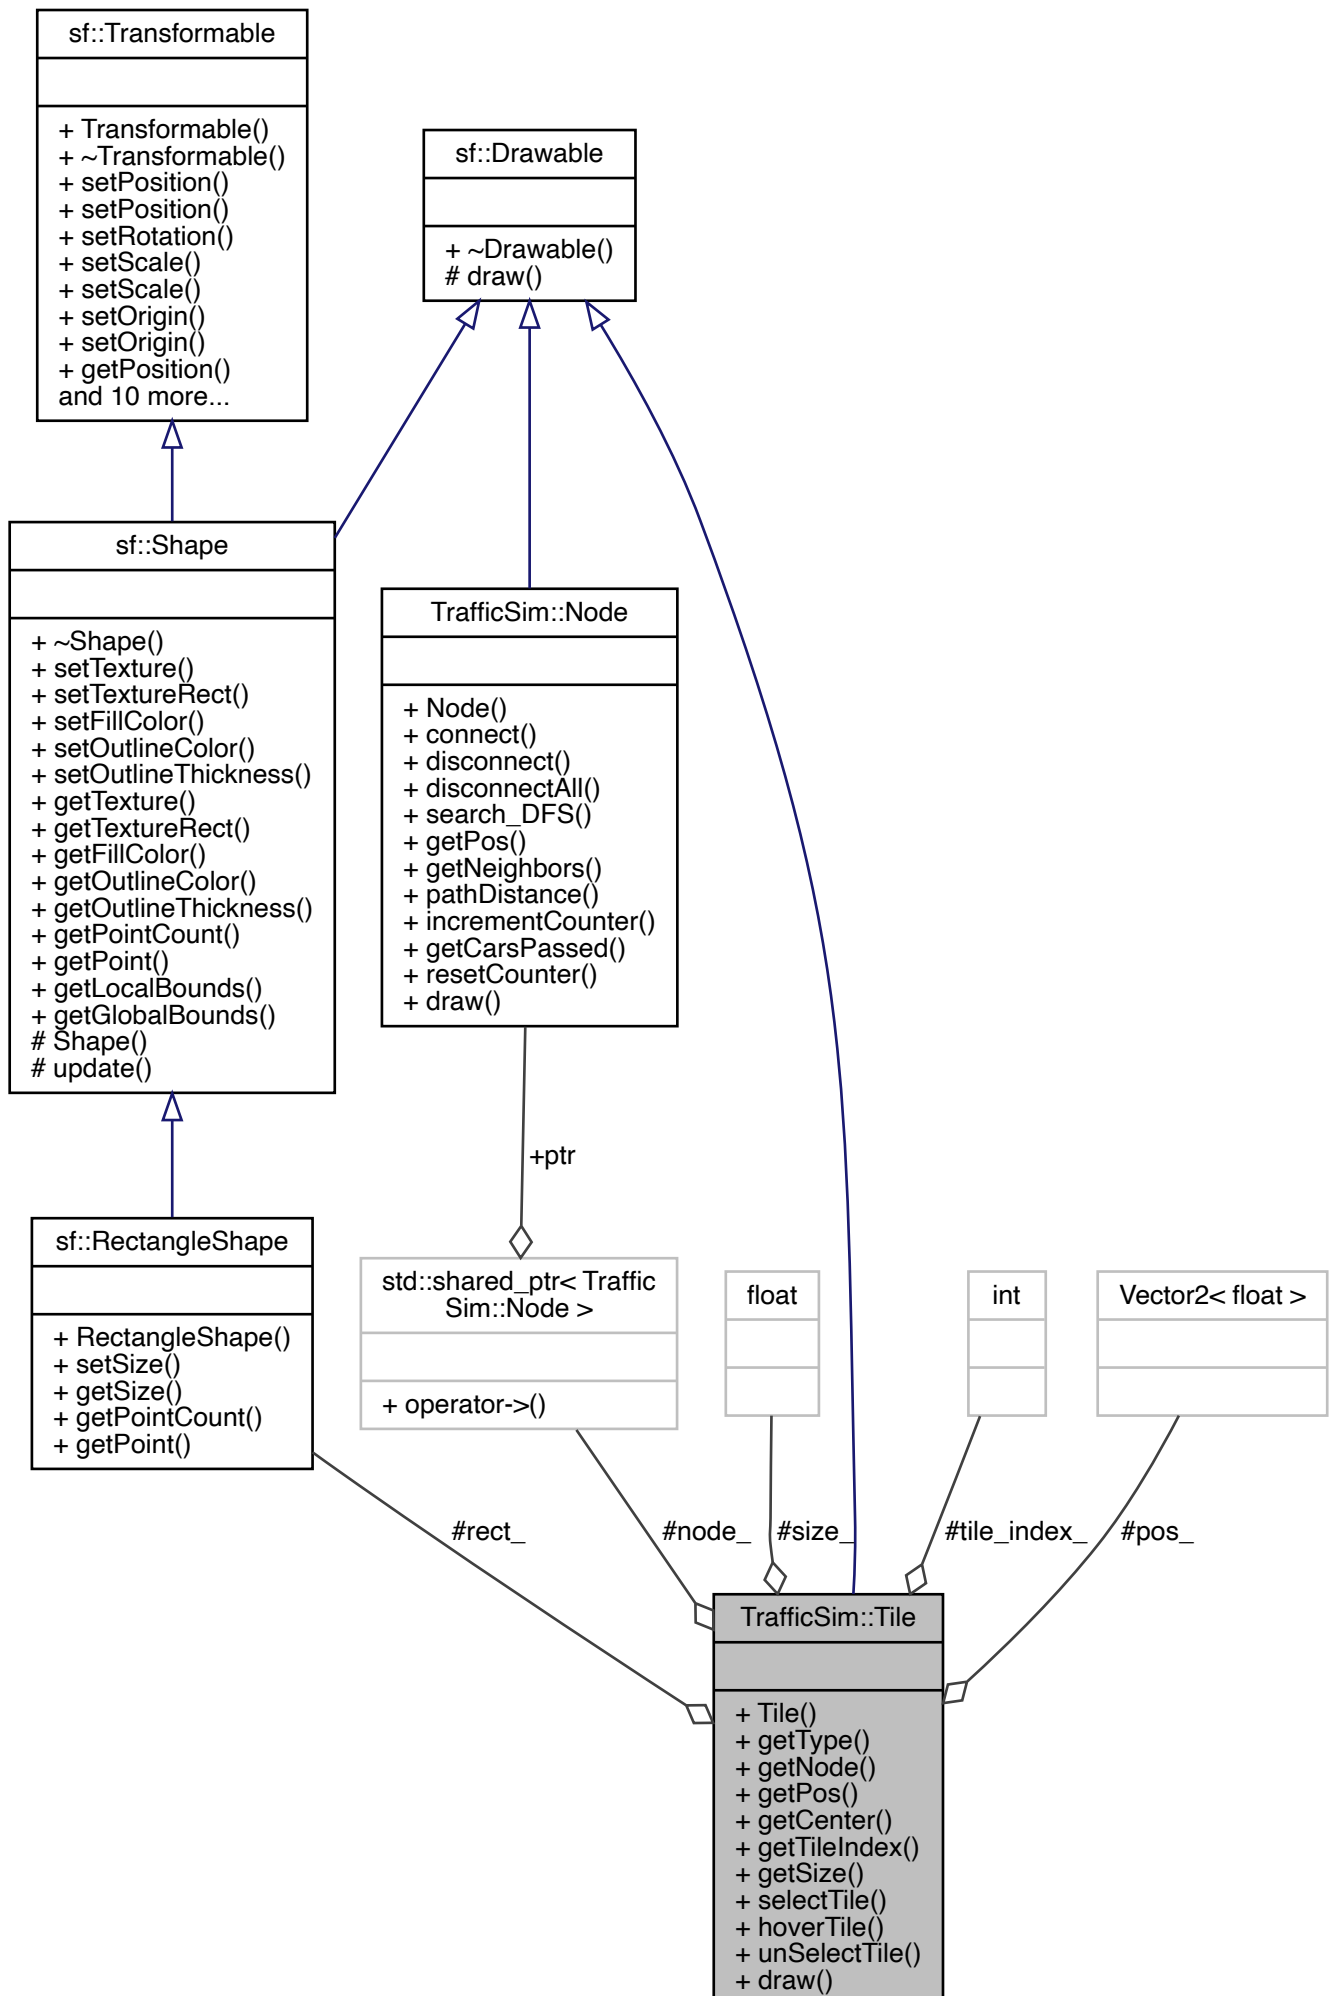 sf::Transformable
+ Transformable()
+ ~Transformable()
+ setPosition()
+ setPosition()
+ setRotation()
+ setScale()
+ setScale()
+ setOrigin()
+ setOrigin()
+ getPosition()
and 10 more...
sf::Drawable
+ ~Drawable()
# draw()
sf::Shape
+ ~Shape()
+ setTexture()
+ setTextureRect()
+ setFillColor()
+ setOutlineColor()
+ setOutlineThickness()
+ getTexture()
+ getTextureRect()
+ getFillColor()
+ getOutlineColor()
+ getOutlineThickness()
+ getPointCount()
+ getPoint()
+ getLocalBounds()
+ getGlobalBounds()
# Shape()
# update()
TrafficSim::Node
+ Node()
+ connect()
+ disconnect()
+ disconnectAll()
+ search_DFS()
+ getPos()
+ getNeighbors()
+ pathDistance()
+ incrementCounter()
+ getCarsPassed()
+ resetCounter()
+ draw()
+ptr
sf::RectangleShape
+ RectangleShape()
+ setSize()
+ getSize()
+ getPointCount()
+ getPoint()
std::shared_ptr< Traffic
Sim::Node >
+ operator->()
float
int
Vector2< float >
#rect_
#node_
#size_
#tile_index_
#pos_
TrafficSim::Tile
+ Tile()
+ getType()
+ getNode()
+ getPos()
+ getCenter()
+ getTileIndex()
+ getSize()
+ selectTile()
+ hoverTile()
+ unSelectTile()
+ draw()